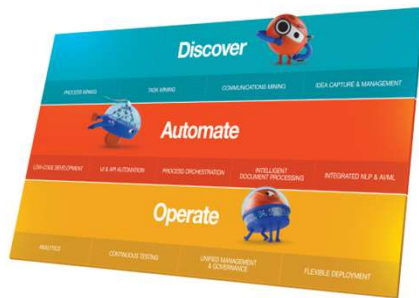 Discover
PROCESS MINING
TASK MINING
COMMUNICATIONS MINING
IDEA CAPTURE & MANAGEMENT
Automate
LOW-CODE DEVELOPMENT
UI & API AUTOMATION
PROCESS ORCHESTRATION
INTELLIGENT
DOCUMENT PROCESSING
INTEGRATED NLP & AI/ML
Operate
ANALYTICS
CONTINUOUS TESTING
UNIFIED MANAGEMENT
& GOVERNANCE
FLEXIBLE DEPLOYMENT